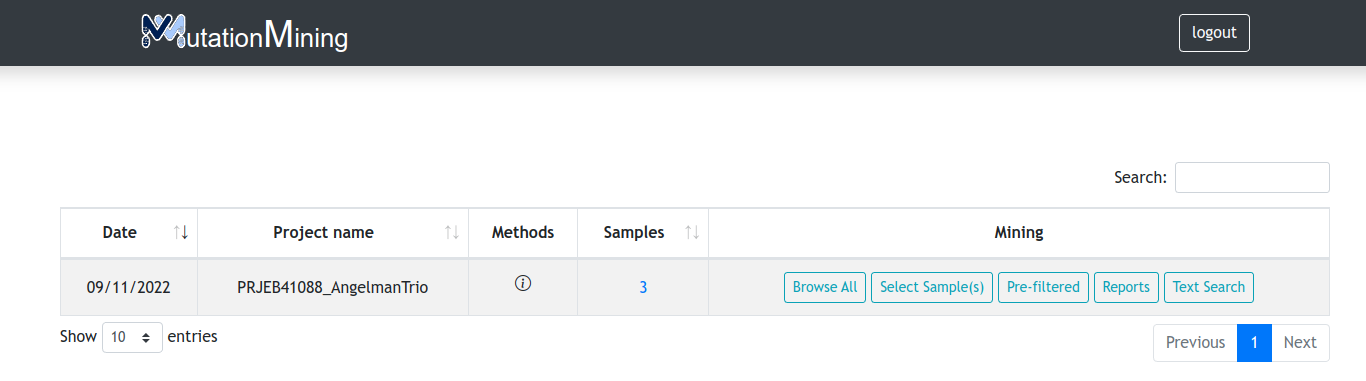 MutationMining
logout
Search:
Date Project name Methods Samples Mining
09/11/2022 PRJEB41088_AngelmanTrio 3 Browse All Select Sample(s) Pre-filtered Reports Text Search
Show 10 entries
Previous 1 Next